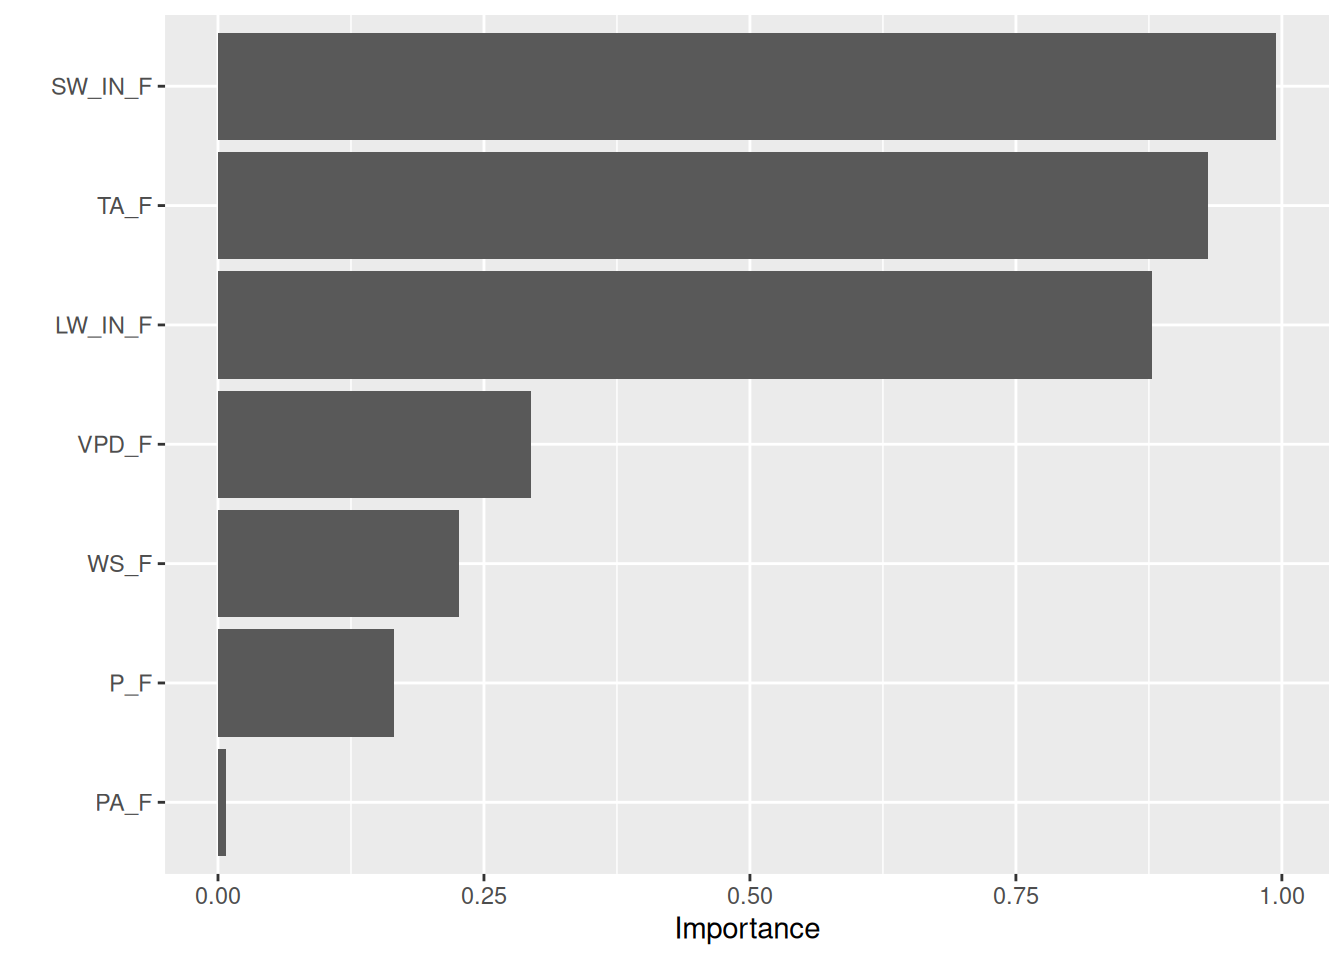 SW_IN_F
TA_F
LW_IN_F
VPD_F
WS_F
P_F
PA_F
0.00 0.25 0.50 0.75 1.00
Importance